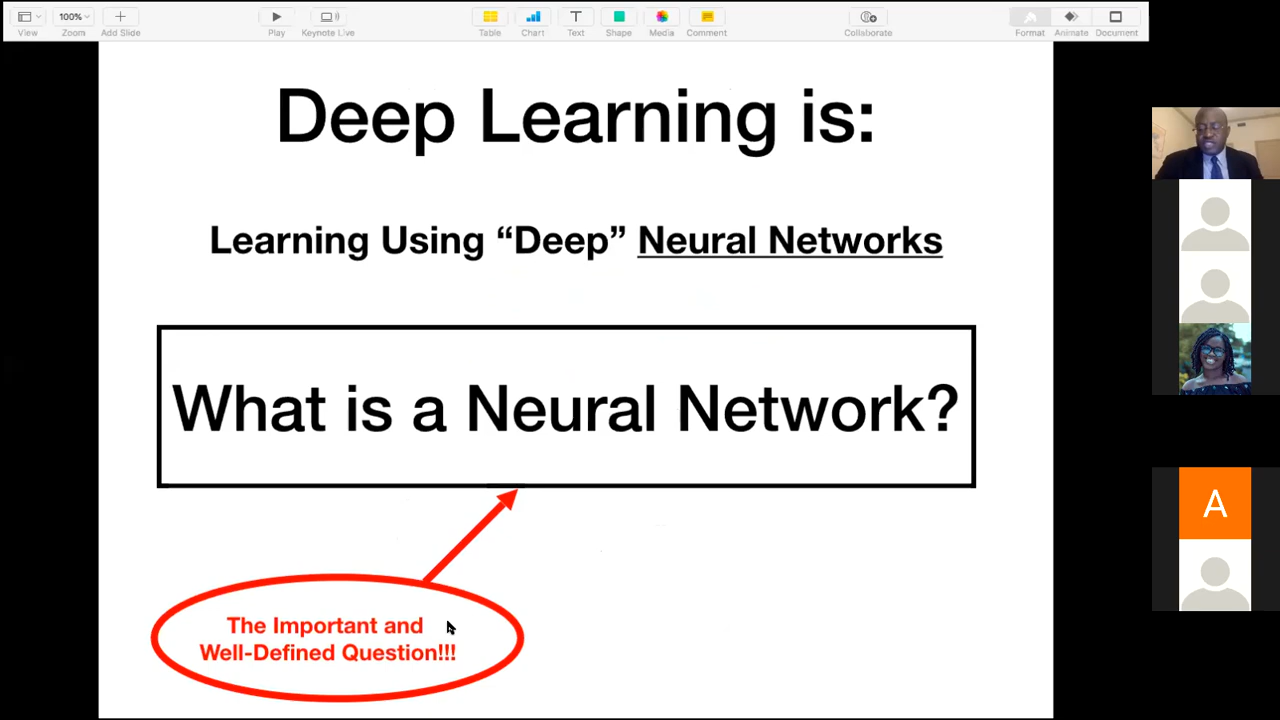 View
100%
Zoom
Add Slide
Play
Keynote Live
Table
Chart
Text
Shape
Media
Comment
Collaborate
Format
Animate
Document
Deep Learning is:
Learning Using “Deep” Neural Networks
What is a Neural Network?
The Important and
Well-Defined Question!!!
A